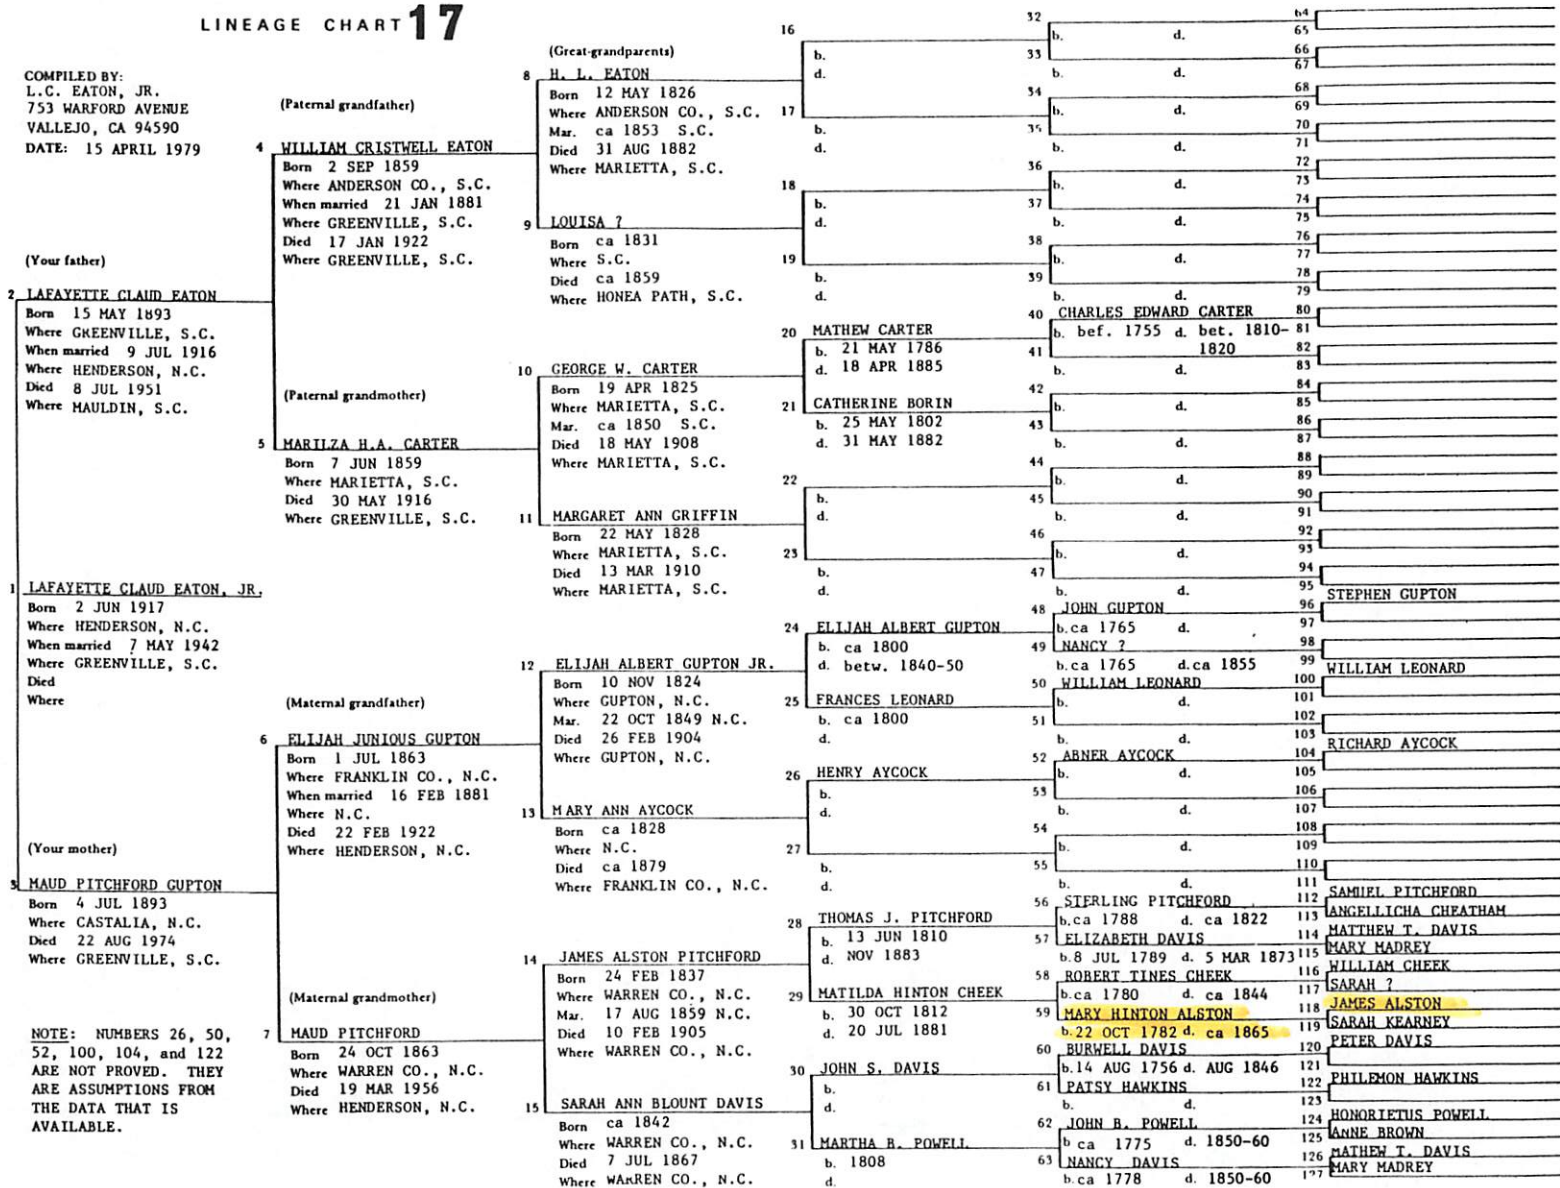 LINEAGE CHART 17
COMPILED BY:
L.C. EATON, JR.
753 WARFORD AVENUE
VALLEJO, CA 94590
DATE: 15 APRIL 1979
(Your father)
2 LAFAYETTE CLAUD EATON
Born 15 MAY 1893
Where GREENVILLE, S.C.
When married 9 JUL 1916
Where HENDERSON, N.C.
Died 8 JUL 1951
Where MAULDIN, S.C.
1 LAFAYETTE CLAUD EATON, JR.
Born 2 JUN 1917
Where HENDERSON, N.C.
When married 7 MAY 1942
Where GREENVILLE, S.C.
Died
Where
(Your mother)
3 MAUD PITCHFORD GUPTON
Born 4 JUL 1893
Where CASTALIA, N.C.
Died 22 AUG 1974
Where GREENVILLE, S.C.
NOTE: NUMBERS 26, 50,
52, 100, 104, and 122
ARE NOT PROVED. THEY
ARE ASSUMPTIONS FROM
THE DATA THAT IS
AVAILABLE.
(Paternal grandfather)
4 WILLIAM CRISTWELL EATON
Born 2 SEP 1859
Where ANDERSON CO., S.C.
When married 21 JAN 1881
Where GREENVILLE, S.C.
Died 17 JAN 1922
Where GREENVILLE, S.C.
(Paternal grandmother)
5 MARILZA H.A. CARTER
Born 7 JUN 1859
Where MARIETTA, S.C.
Died 30 MAY 1916
Where GREENVILLE, S.C.
(Maternal grandfather)
6 ELIJAH JUNIOUS GUPTON
Born 1 JUL 1863
Where FRANKLIN CO., N.C.
When married 16 FEB 1881
Where N.C.
Died 22 FEB 1922
Where HENDERSON, N.C.
(Maternal grandmother)
7 MAUD PITCHFORD
Born 24 OCT 1863
Where WARREN CO., N.C.
Died 19 MAR 1956
Where HENDERSON, N.C.
(Great-grandparents)
8 H. L. EATON
Born 12 MAY 1826
Where ANDERSON CO., S.C.
Mar. ca 1853 S.C.
Died 31 AUG 1882
Where MARIETTA, S.C.
9 LOUISA ?
Born ca 1831
Where S.C.
Died ca 1859
Where HONEA PATH, S.C.
10 GEORGE W. CARTER
Born 19 APR 1825
Where MARIETTA, S.C.
Mar. ca 1850 S.C.
Died 18 MAY 1908
Where MARIETTA, S.C.
11 MARGARET ANN GRIFFIN
Born 22 MAY 1828
Where MARIETTA, S.C.
Died 13 MAR 1910
Where MARIETTA, S.C.
12 ELIJAH ALBERT GUPTON JR.
Born 10 NOV 1824
Where GUPTON, N.C.
Mar. 22 OCT 1849 N.C.
Died 26 FEB 1904
Where GUPTON, N.C.
13 MARY ANN AYCOCK
Born ca 1828
Where N.C.
Died ca 1879
Where FRANKLIN CO., N.C.
14 JAMES ALSTON PITCHFORD
Born 24 FEB 1837
Where WARREN CO., N.C.
Mar. 17 AUG 1859 N.C.
Died 10 FEB 1905
Where WARREN CO., N.C.
15 SARAH ANN BLOUNT DAVIS
Born ca 1842
Where WARREN CO., N.C.
Died 7 JUL 1867
Where WARREN CO., N.C.
16
b.
d.
17
b.
d.
18
b.
d.
19
b.
d.
20 MATHEW CARTER
b. 21 MAY 1786
d. 18 APR 1885
21 CATHERINE BORIN
b. 25 MAY 1802
d. 31 MAY 1882
22
b.
d.
23
b.
d.
24 ELIJAH ALBERT GUPTON
b. ca 1800
d. betw. 1840-50
25 FRANCES LEONARD
b. ca 1800
d.
26 HENRY AYCOCK
b.
d.
27
b.
d.
28 THOMAS J. PITCHFORD
b. 13 JUN 1810
d. NOV 1883
29 MATILDA HINTON CHEEK
b. 30 OCT 1812
d. 20 JUL 1881
30 JOHN S. DAVIS
b.
d.
31 MARTHA B. POWELL
b. 1808
d.
32
b. d.
33
b. d.
34
b. d.
35
b. d.
36
b. d.
37
b. d.
38
b. d.
39
b. d.
40 CHARLES EDWARD CARTER
b. bef. 1755 d. bet. 1810-
1820
41
b. d.
42
b. d.
43
b. d.
44
b. d.
45
b. d.
46
b. d.
47
b. d.
48 JOHN GUPTON
b. ca 1765 d.
49 NANCY ?
b. ca 1765 d. ca 1855
50 WILLIAM LEONARD
b. d.
51
b. d.
52 ABNER AYCOCK
b. d.
53
b. d.
54
b. d.
55
b. d.
56 STERLING PITCHFORD
b. ca 1788 d. ca 1822
57 ELIZABETH DAVIS
b. 8 JUL 1789 d. 5 MAR 1873
58 ROBERT TINES CHEEK
b. ca 1780 d. ca 1844
59 MARY HINTON ALSTON
b. 22 OCT 1782 d. ca 1865
60 BURWELL DAVIS
b. 14 AUG 1756 d. AUG 1846
61 PATSY HAWKINS
b. d.
62 JOHN B. POWELL
b ca 1775 d. 1850-60
63 NANCY DAVIS
b. ca 1778 d. 1850-60
64
65
66
67
68
69
70
71
72
73
74
75
76
77
78
79
80
81
82
83
84
85
86
87
88
89
90
91
92
93
94
95
96 STEPHEN GUPTON
97
98
99
100 WILLIAM LEONARD
101
102
103
104 RICHARD AYCOCK
105
106
107
108
109
110
111
112 SAMUEL PITCHFORD
113 ANGELLICHA CHEATHAM
114 MATTHEW T. DAVIS
115 MARY MADREY
116 WILLIAM CHEEK
117 SARAH ?
118 JAMES ALSTON
119 SARAH KEARNEY
120 PETER DAVIS
121
122 PHILEMON HAWKINS
123
124 HONORIETUS POWELL
125 ANNE BROWN
126 MATHEW T. DAVIS
127 MARY MADREY